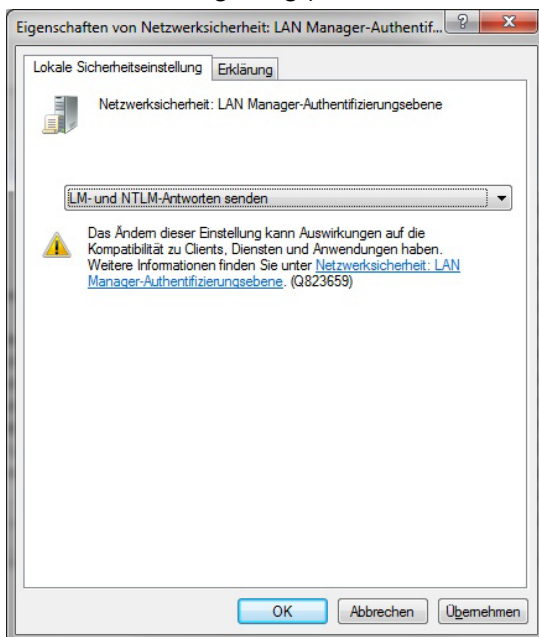 Eigenschaften von Netzwerksicherheit: LAN Manager-Authentif...
Lokale Sicherheitseinstellung Erklärung
Netzwerksicherheit: LAN Manager-Authentifizierungsebene
LM- und NTLM-Antworten senden
Das Ändern dieser Einstellung kann Auswirkungen auf die
Kompatibilität zu Clients, Diensten und Anwendungen haben.
Weitere Informationen finden Sie unter Netzwerksicherheit: LAN
Manager-Authentifizierungsebene. (Q823659)
OK Abbrechen Übernehmen